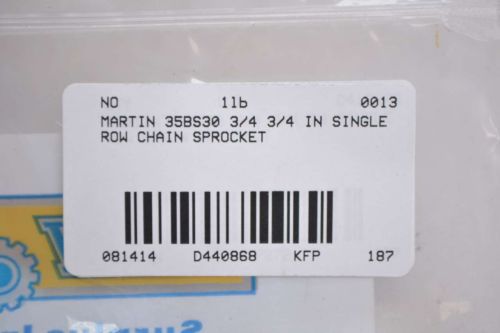 NO 1lb 0013
MARTIN 35BS30 3/4 3/4 IN SINGLE
ROW CHAIN SPROCKET
081414 D440868 KFP 187